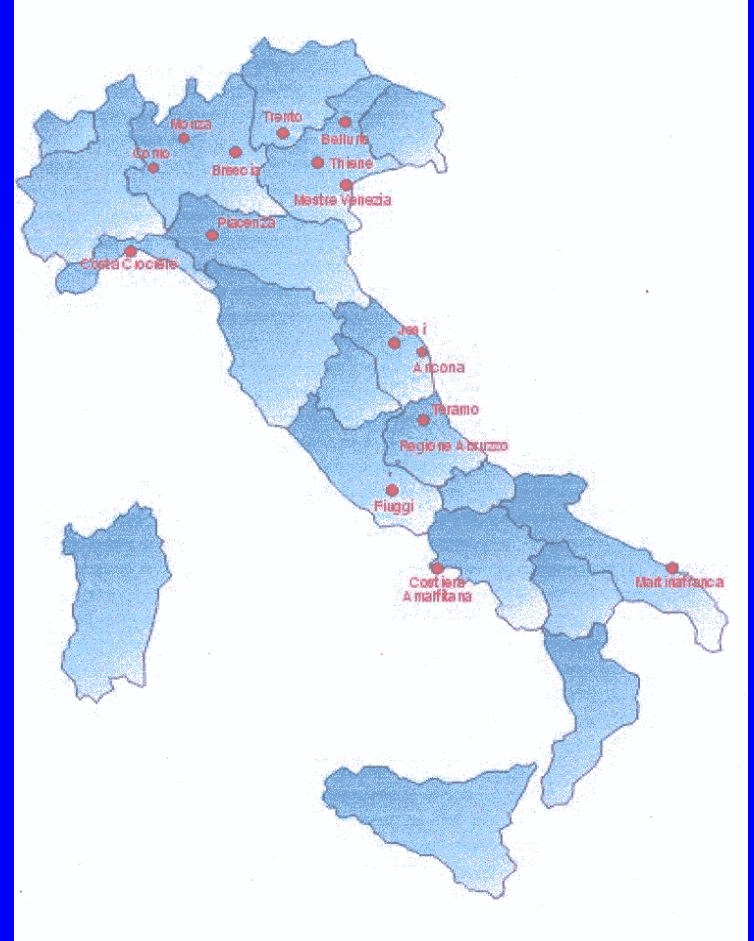 Trento
Monza
Belluno
Como
Thiene
Brescia
Mestre Venezia
Piacenza
Costa Crociere
Jesi
Ancona
Teramo
Regione Abruzzo
Fiuggi
Costiera
Amalfitana
Martinafranca